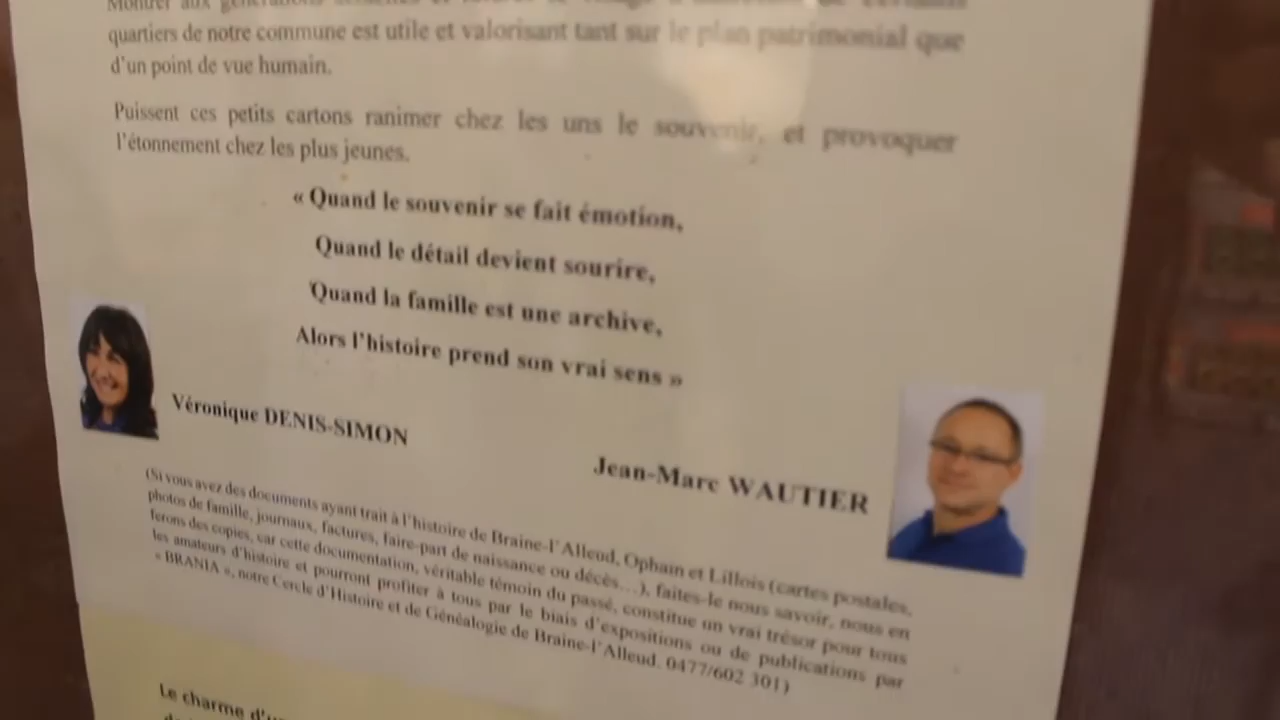 Montrer aux générations
quartiers de notre commune est utile et valorisant tant sur le plan patrimonial que
d'un point de vue humain.
Puissent ces petits cartons ranimer chez les uns le souvenir, et provoquer
l'étonnement chez les plus jeunes.
« Quand le souvenir se fait émotion,
Quand le détail devient sourire,
Quand la famille est une archive,
Alors l'histoire prend son vrai sens »
Véronique DENIS-SIMON
Jean-Marc WAUTIER
(Si vous avez des documents ayant trait à l'histoire de Braine-l'Alleud, Ophain et Lillois (cartes postales,
photos de famille, journaux, factures, faire-part de naissance ou décès…), faites-le nous savoir, nous en
ferons des copies, car cette documentation, véritable témoin du passé, constitue un vrai trésor pour tous
les amateurs d'histoire et pourront profiter à tous par le biais d'expositions ou de publications par
« BRANIA », notre Cercle d'Histoire et de Généalogie de Braine-l'Alleud. 0477/602 301)
Le charme d'u